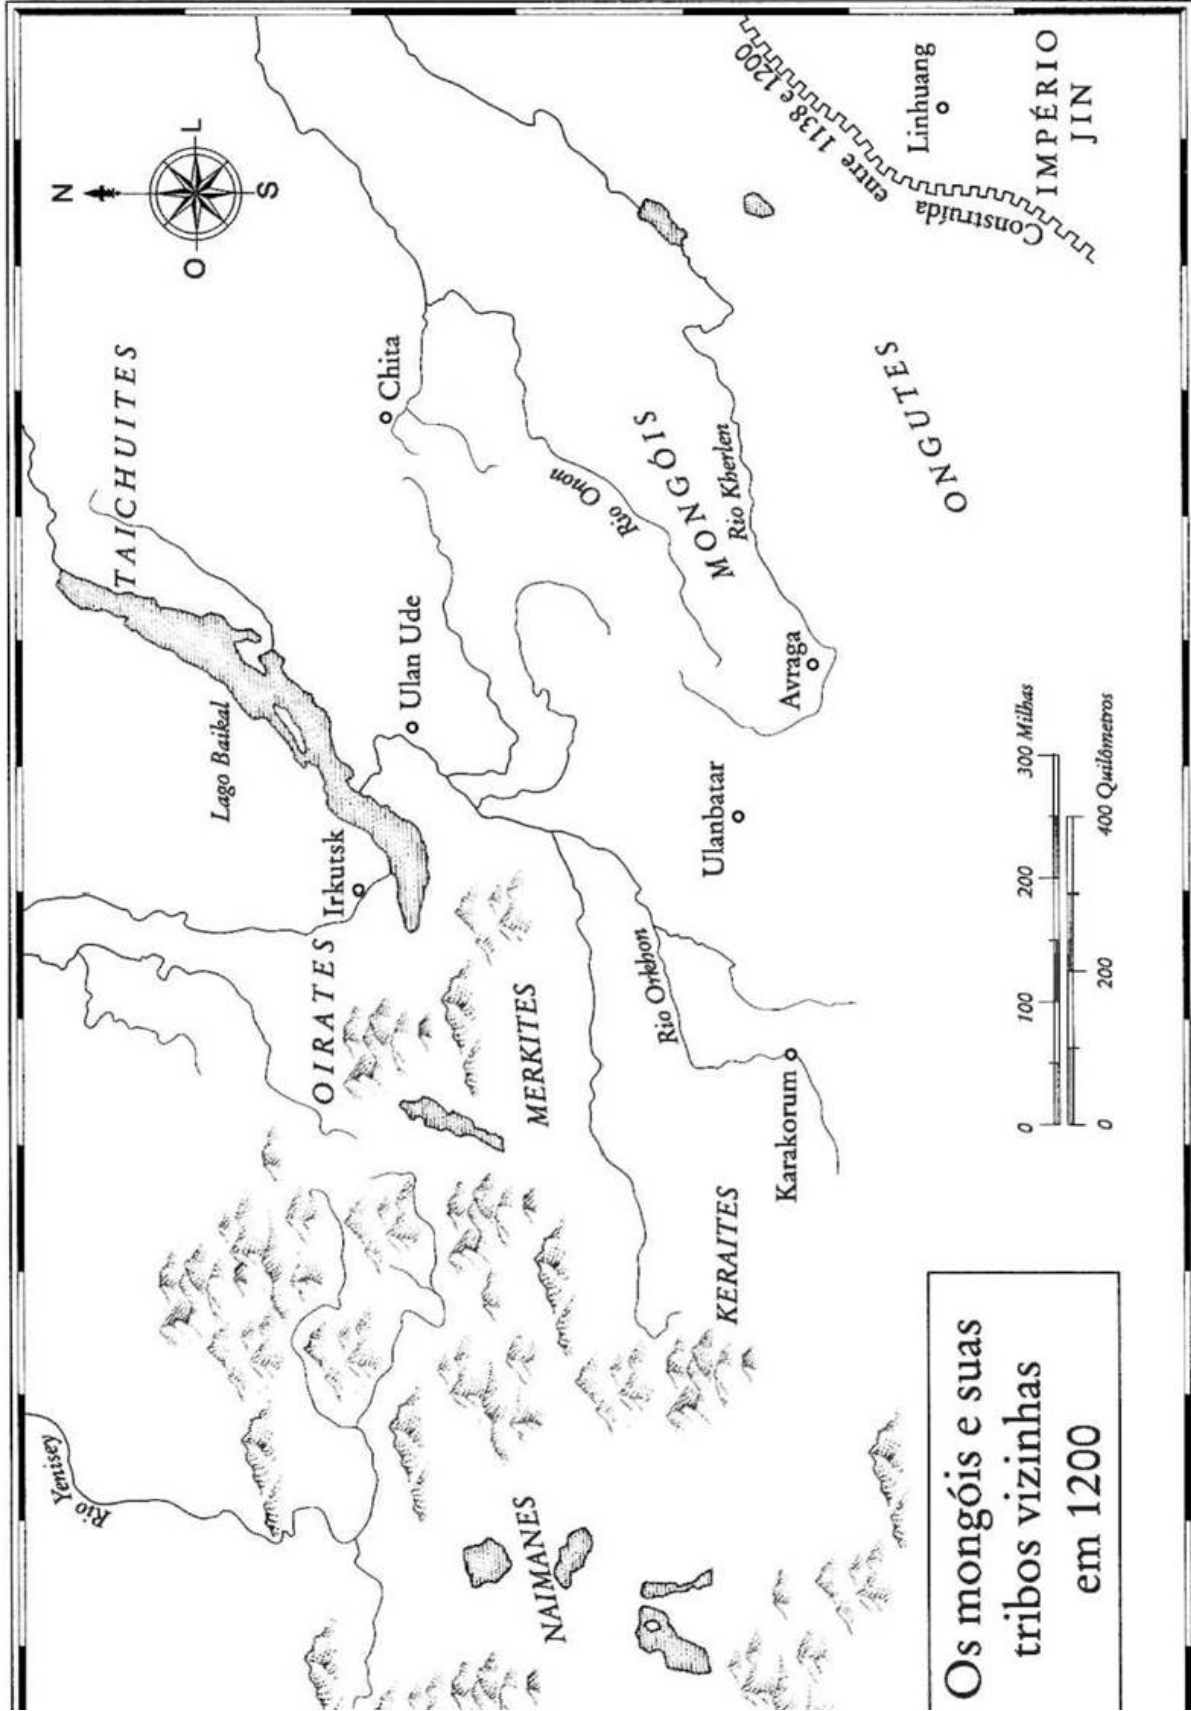 Os mongóis e suas
tribos vizinhas
em 1200
N
O
L
S
Rio Yenisey
TAICHUITES
Lago Baikal
OIRATES
Irkutsk
Ulan Ude
Chita
NAIMANES
MERKITES
Rio Onon
MONGÓIS
Rio Kherlen
Rio Orkhon
KERAITES
Ulanbatar
Karakorum
Avraga
ONGUTES
Construída entre 1138 e 1200
Linhuang
IMPÉRIO
JIN
0 100 200 300 Milhas
0 200 400 Quilômetros